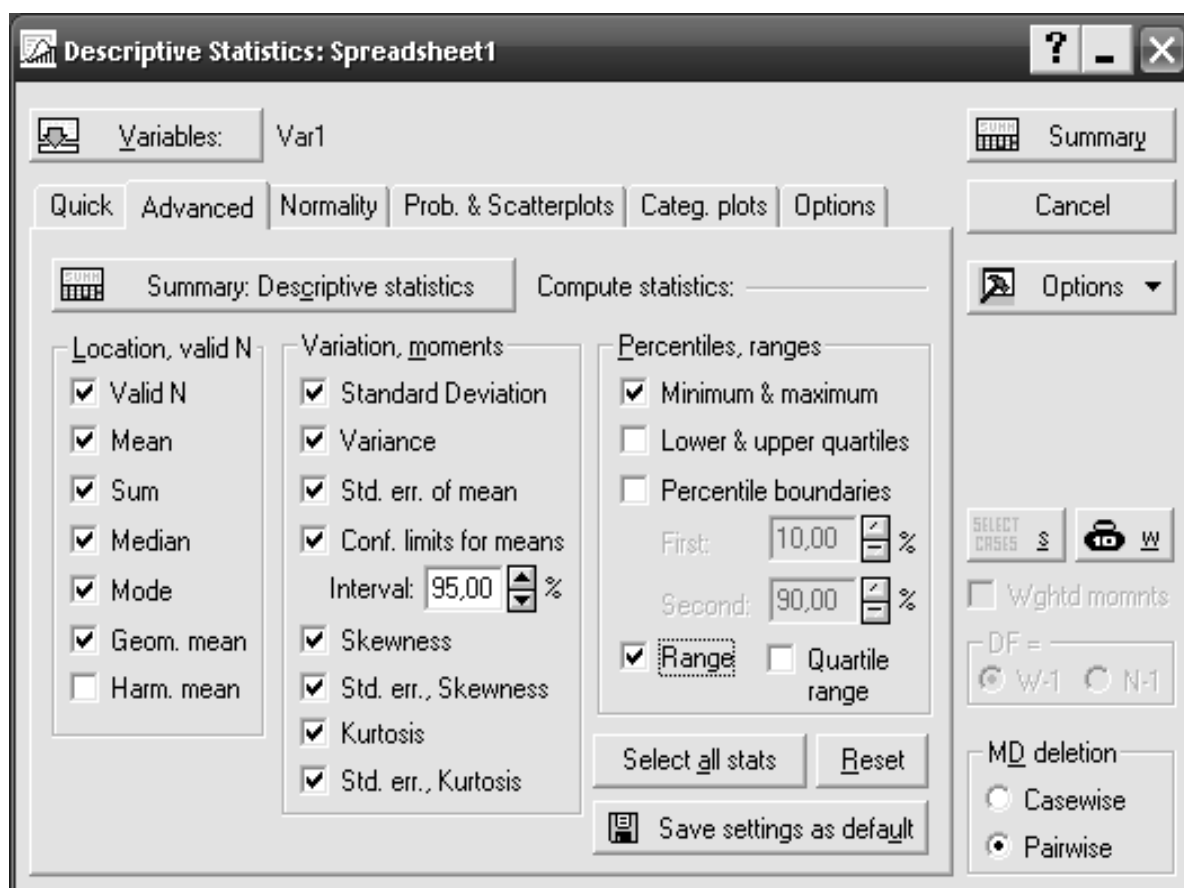 Descriptive Statistics: Spreadsheet1
?
Variables: Var1
Summary
Quick Advanced Normality Prob. & Scatterplots Categ. plots Options
Cancel
SUMM Summary: Descriptive statistics Compute statistics:
Options
Location, valid N
Valid N
Mean
Sum
Median
Mode
Geom. mean
Harm. mean
Variation, moments
Standard Deviation
Variance
Std. err. of mean
Conf. limits for means
Interval: 95,00 %
Skewness
Std. err., Skewness
Kurtosis
Std. err., Kurtosis
Percentiles, ranges
Minimum & maximum
Lower & upper quartiles
Percentile boundaries
First: 10,00 %
Second: 90,00 %
Range
Quartile
range
Select all stats
Reset
Save settings as default
SELECT
CASES S
W
Wghtd momnts
DF =
W-1 N-1
MD deletion
Casewise
Pairwise